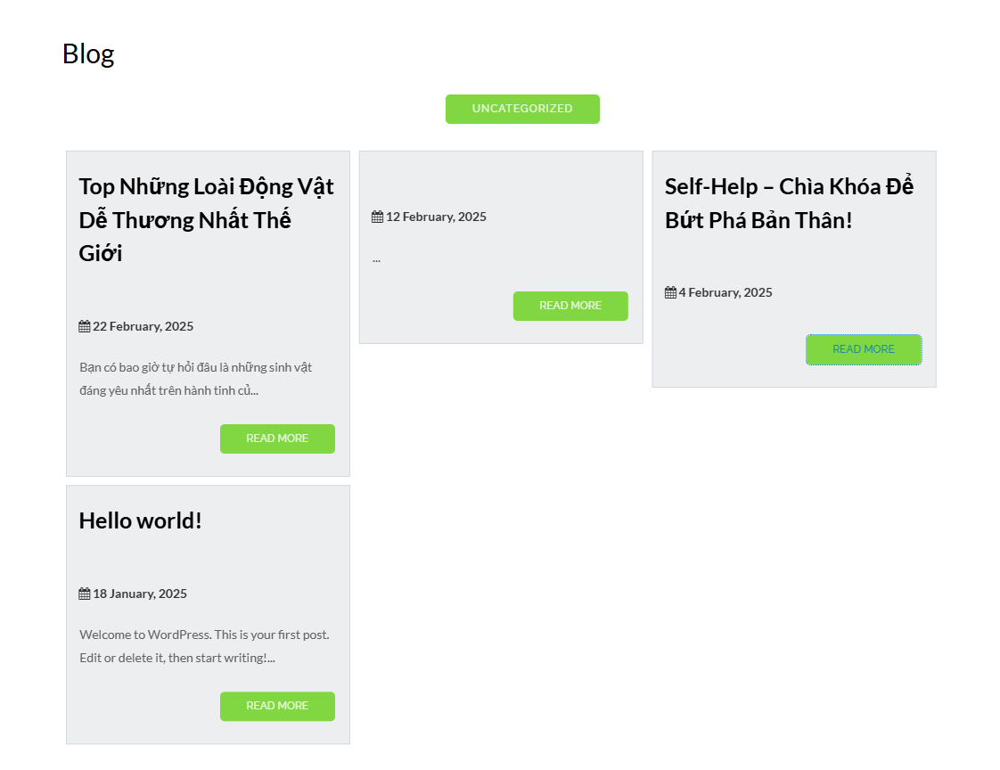 Blog
UNCATEGORIZED
Top Những Loài Động Vật
Dễ Thương Nhất Thế
Giới
22 February, 2025
Bạn có bao giờ tự hỏi đâu là những sinh vật
đáng yêu nhất trên hành tinh củ...
READ MORE
12 February, 2025
...
READ MORE
Self-Help – Chìa Khóa Để
Bứt Phá Bản Thân!
4 February, 2025
READ MORE
Hello world!
18 January, 2025
Welcome to WordPress. This is your first post.
Edit or delete it, then start writing!...
READ MORE